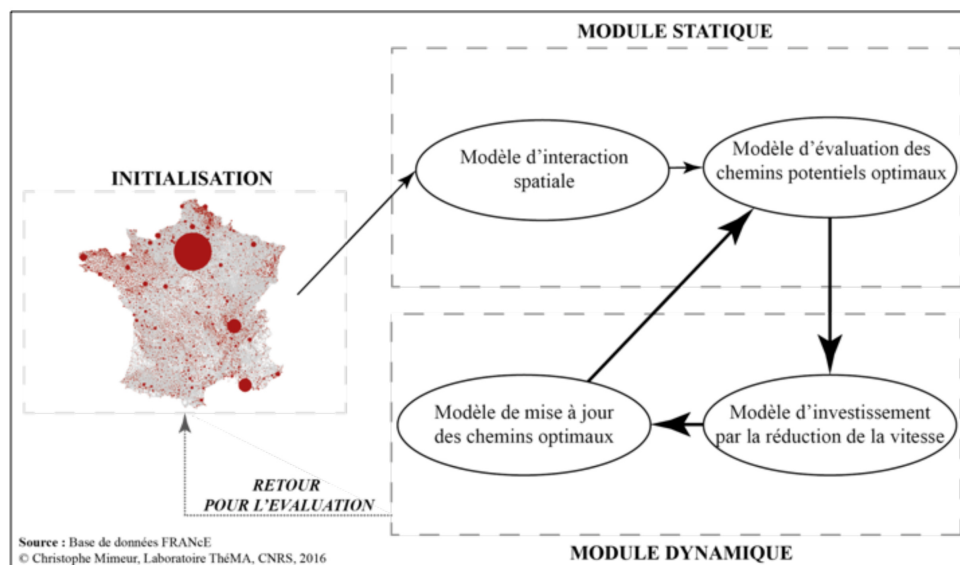 MODULE STATIQUE
INITIALISATION
Modèle d'interaction
spatiale
Modèle d'évaluation des
chemins potentiels optimaux
Modèle de mise à jour
des chemins optimaux
Modèle d'investissement
par la réduction de la vitesse
RETOUR
POUR L'EVALUATION
MODULE DYNAMIQUE
Source : Base de données FRANcE
© Christophe Mimeur, Laboratoire ThéMA, CNRS, 2016